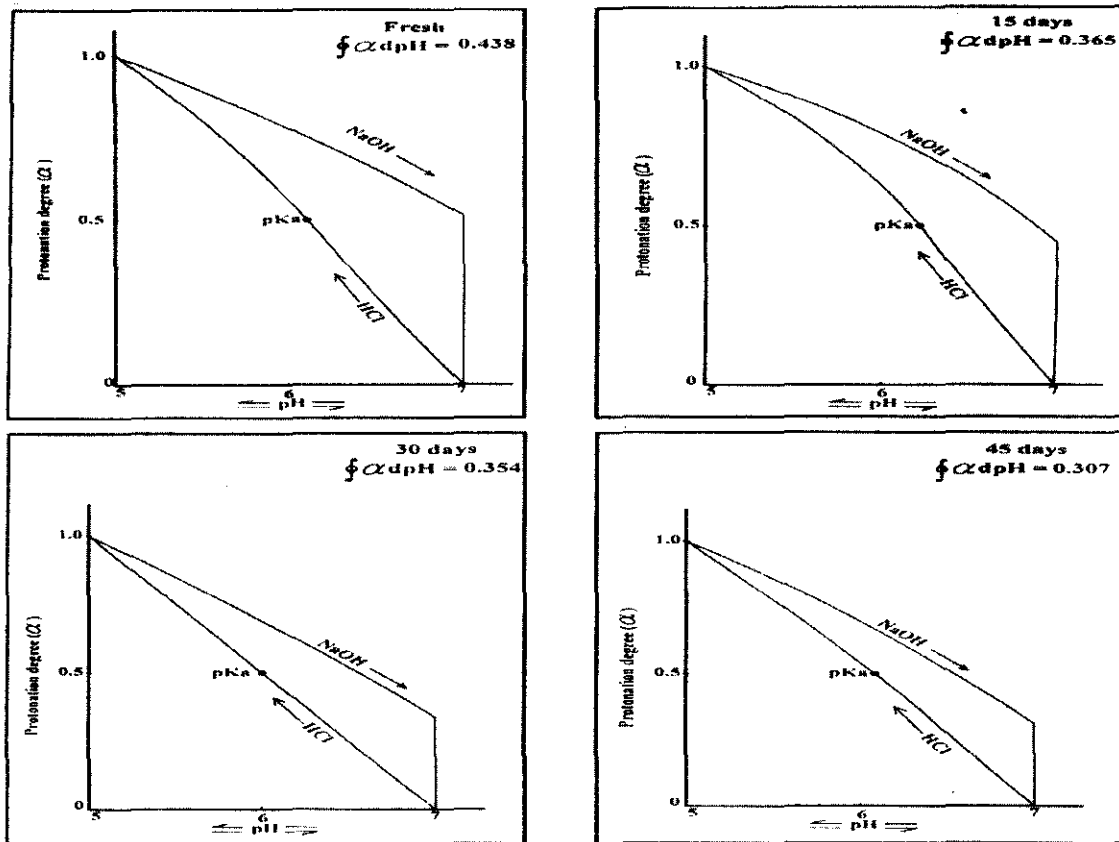 Fresh
∮ αdpH = 0.438
1.0
NaOH
Protonation degree (α)
0.5
pKa
HCl
0
5
6
7
pH
15 days
∮ αdpH = 0.365
1.0
NaOH
Protonation degree (α)
0.5
pKa
HCl
0
5
6
7
pH
30 days
∮ αdpH = 0.354
1.0
NaOH
Protonation degree (α)
0.5
pKa
HCl
0
5
6
7
pH
45 days
∮ αdpH = 0.307
1.0
NaOH
Protonation degree (α)
0.5
pKa
HCl
0
5
6
7
pH